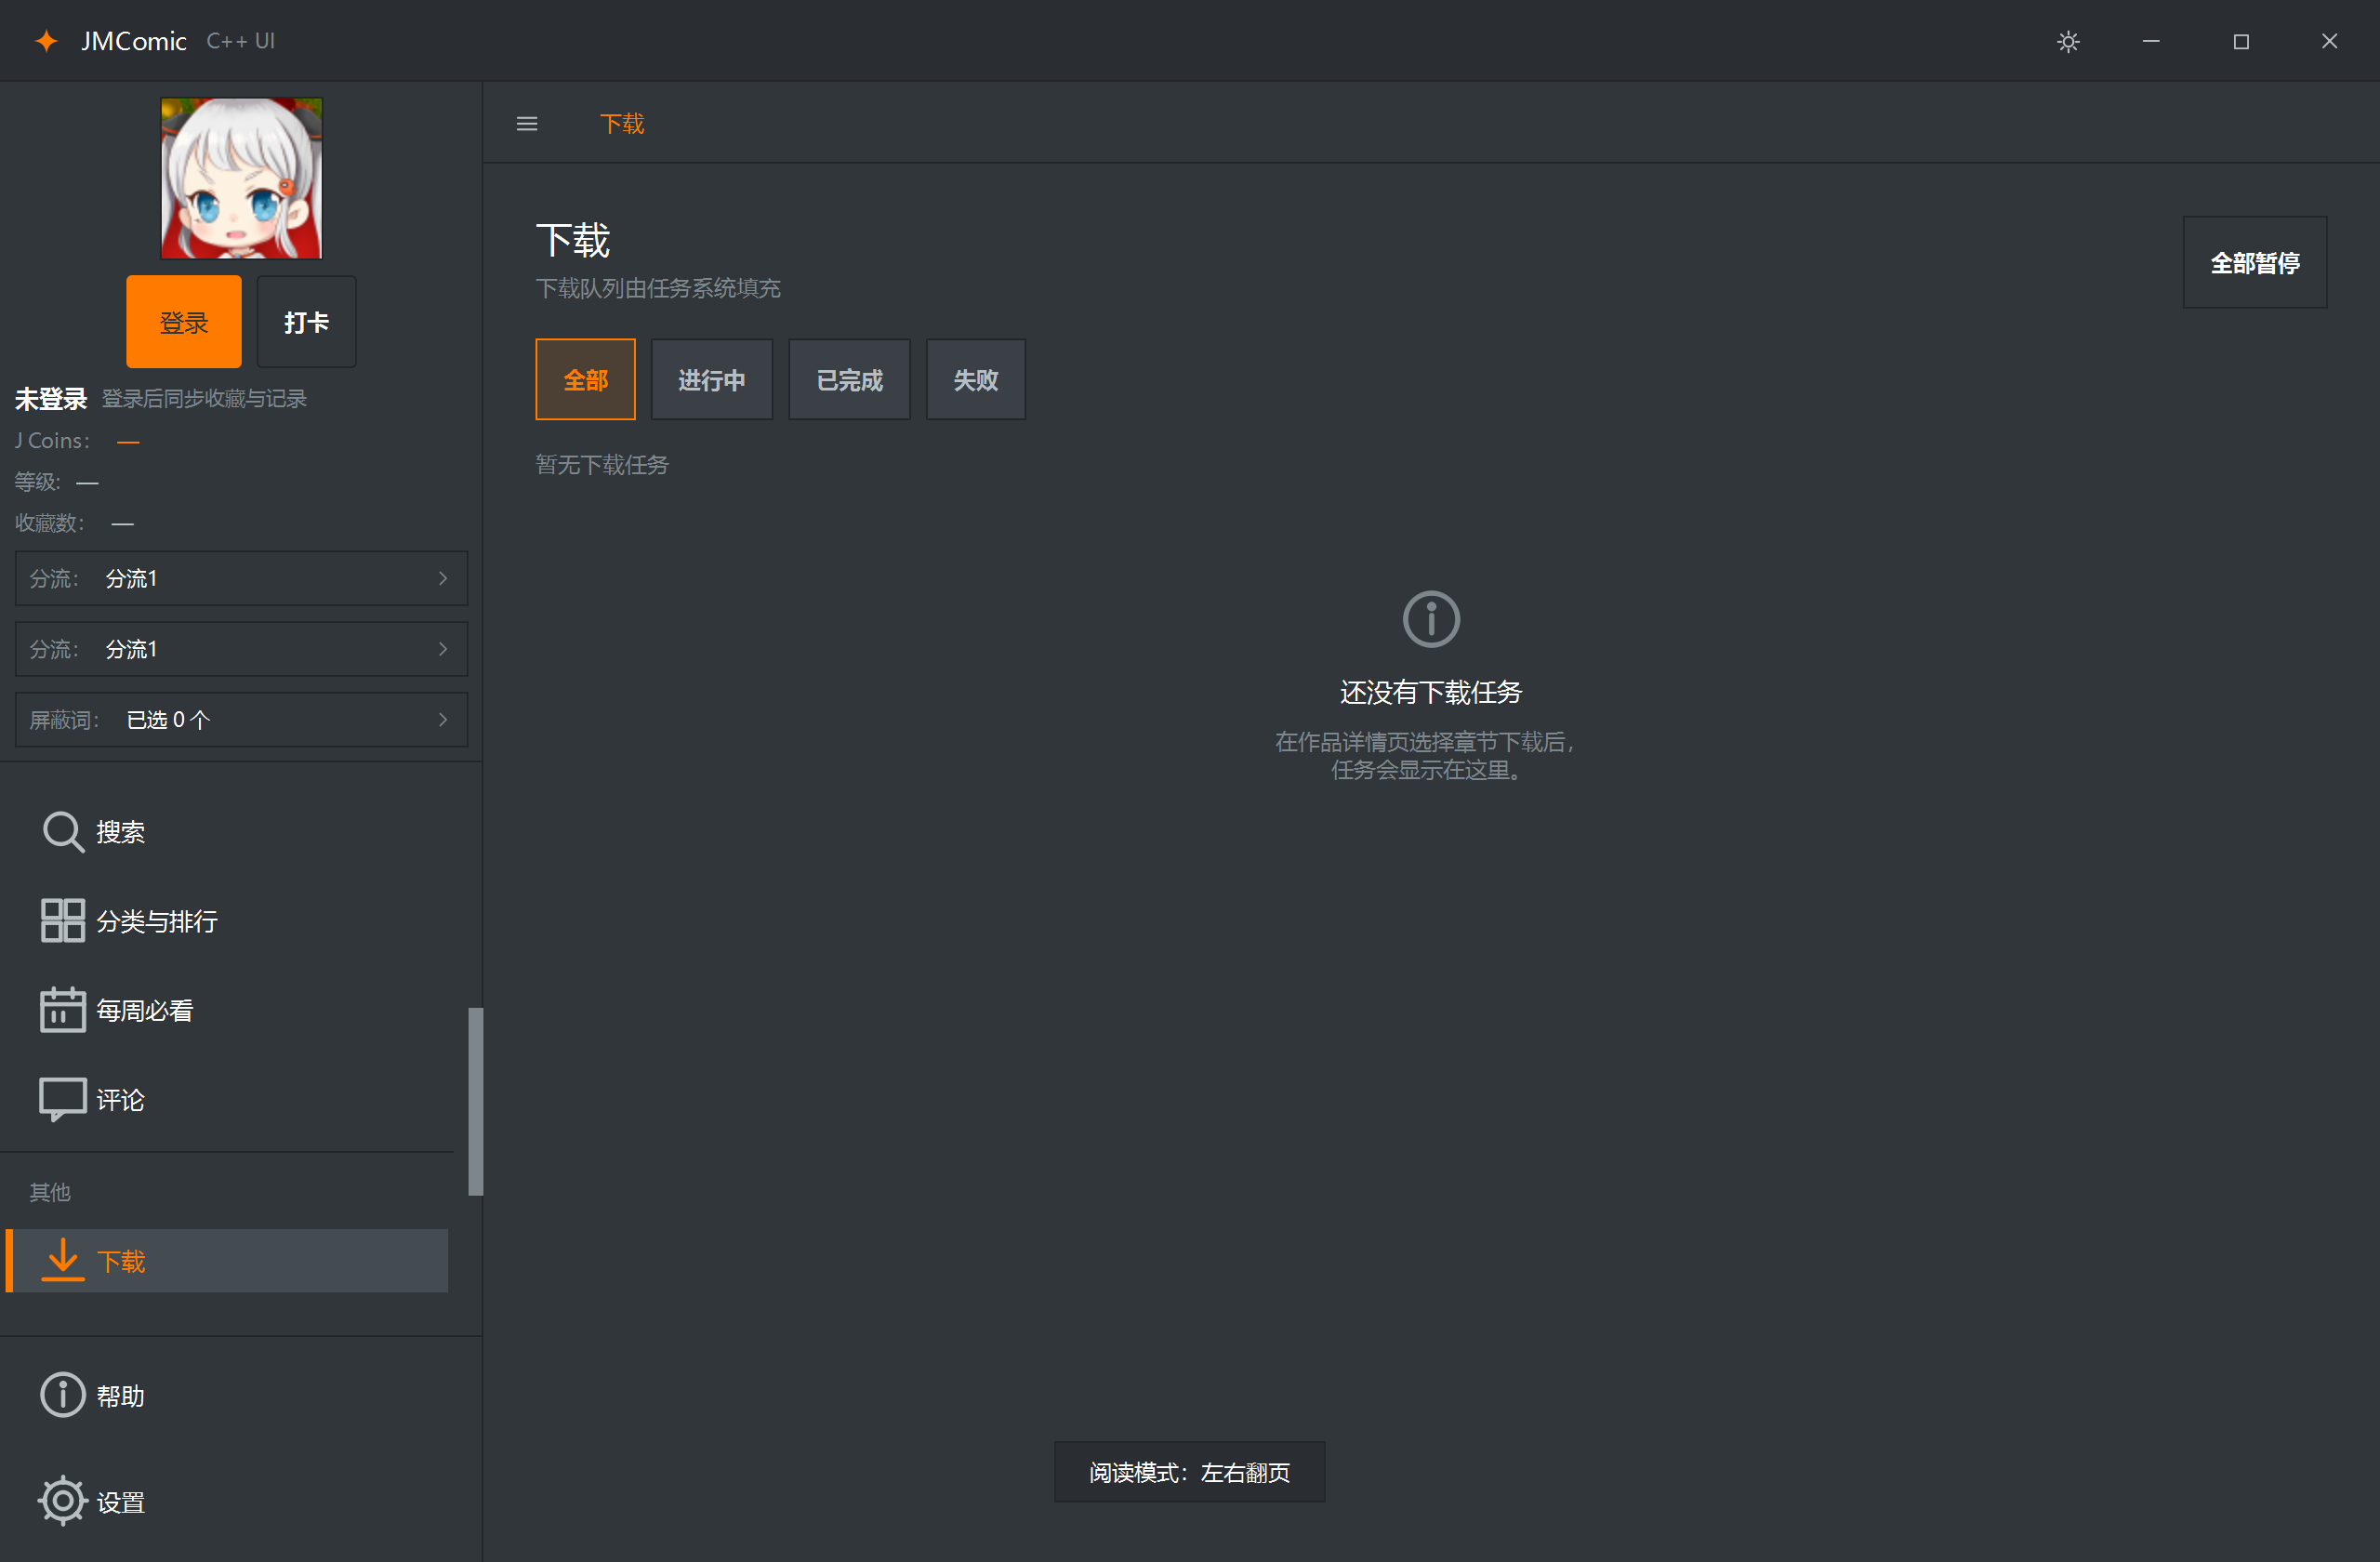 JMComic C++ UI
下载
登录 打卡
未登录 登录后同步收藏与记录
J Coins: —
等级: —
收藏数: —
分流: 分流1
分流: 分流1
屏蔽词: 已选 0 个
搜索
分类与排行
每周必看
评论
其他
下载
帮助
设置
下载
下载队列由任务系统填充
全部暂停
全部 进行中 已完成 失败
暂无下载任务
还没有下载任务
在作品详情页选择章节下载后,
任务会显示在这里。
阅读模式: 左右翻页